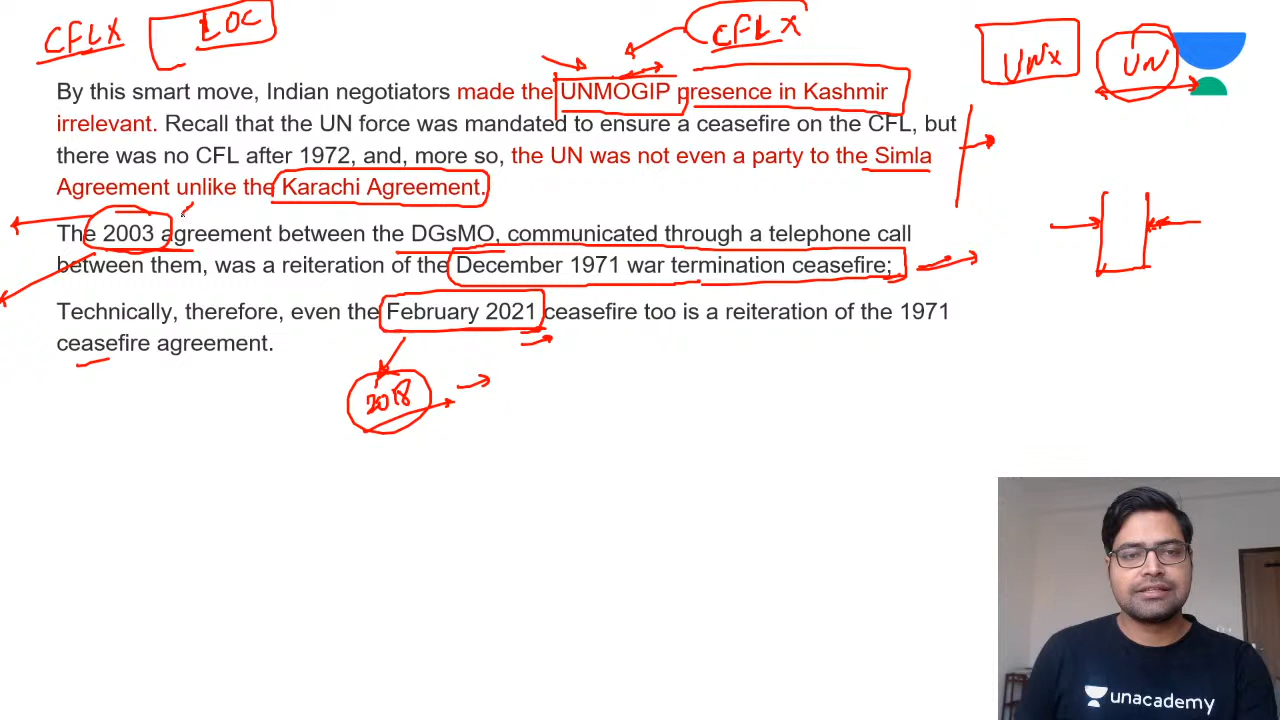 CFLX LOC CFLX UNX UN
By this smart move, Indian negotiators made the UNMOGIP presence in Kashmir
irrelevant. Recall that the UN force was mandated to ensure a ceasefire on the CFL, but
there was no CFL after 1972, and, more so, the UN was not even a party to the Simla
Agreement unlike the Karachi Agreement.
The 2003 agreement between the DGsMO, communicated through a telephone call
between them, was a reiteration of the December 1971 war termination ceasefire;
Technically, therefore, even the February 2021 ceasefire too is a reiteration of the 1971
ceasefire agreement.
2018
unacademy